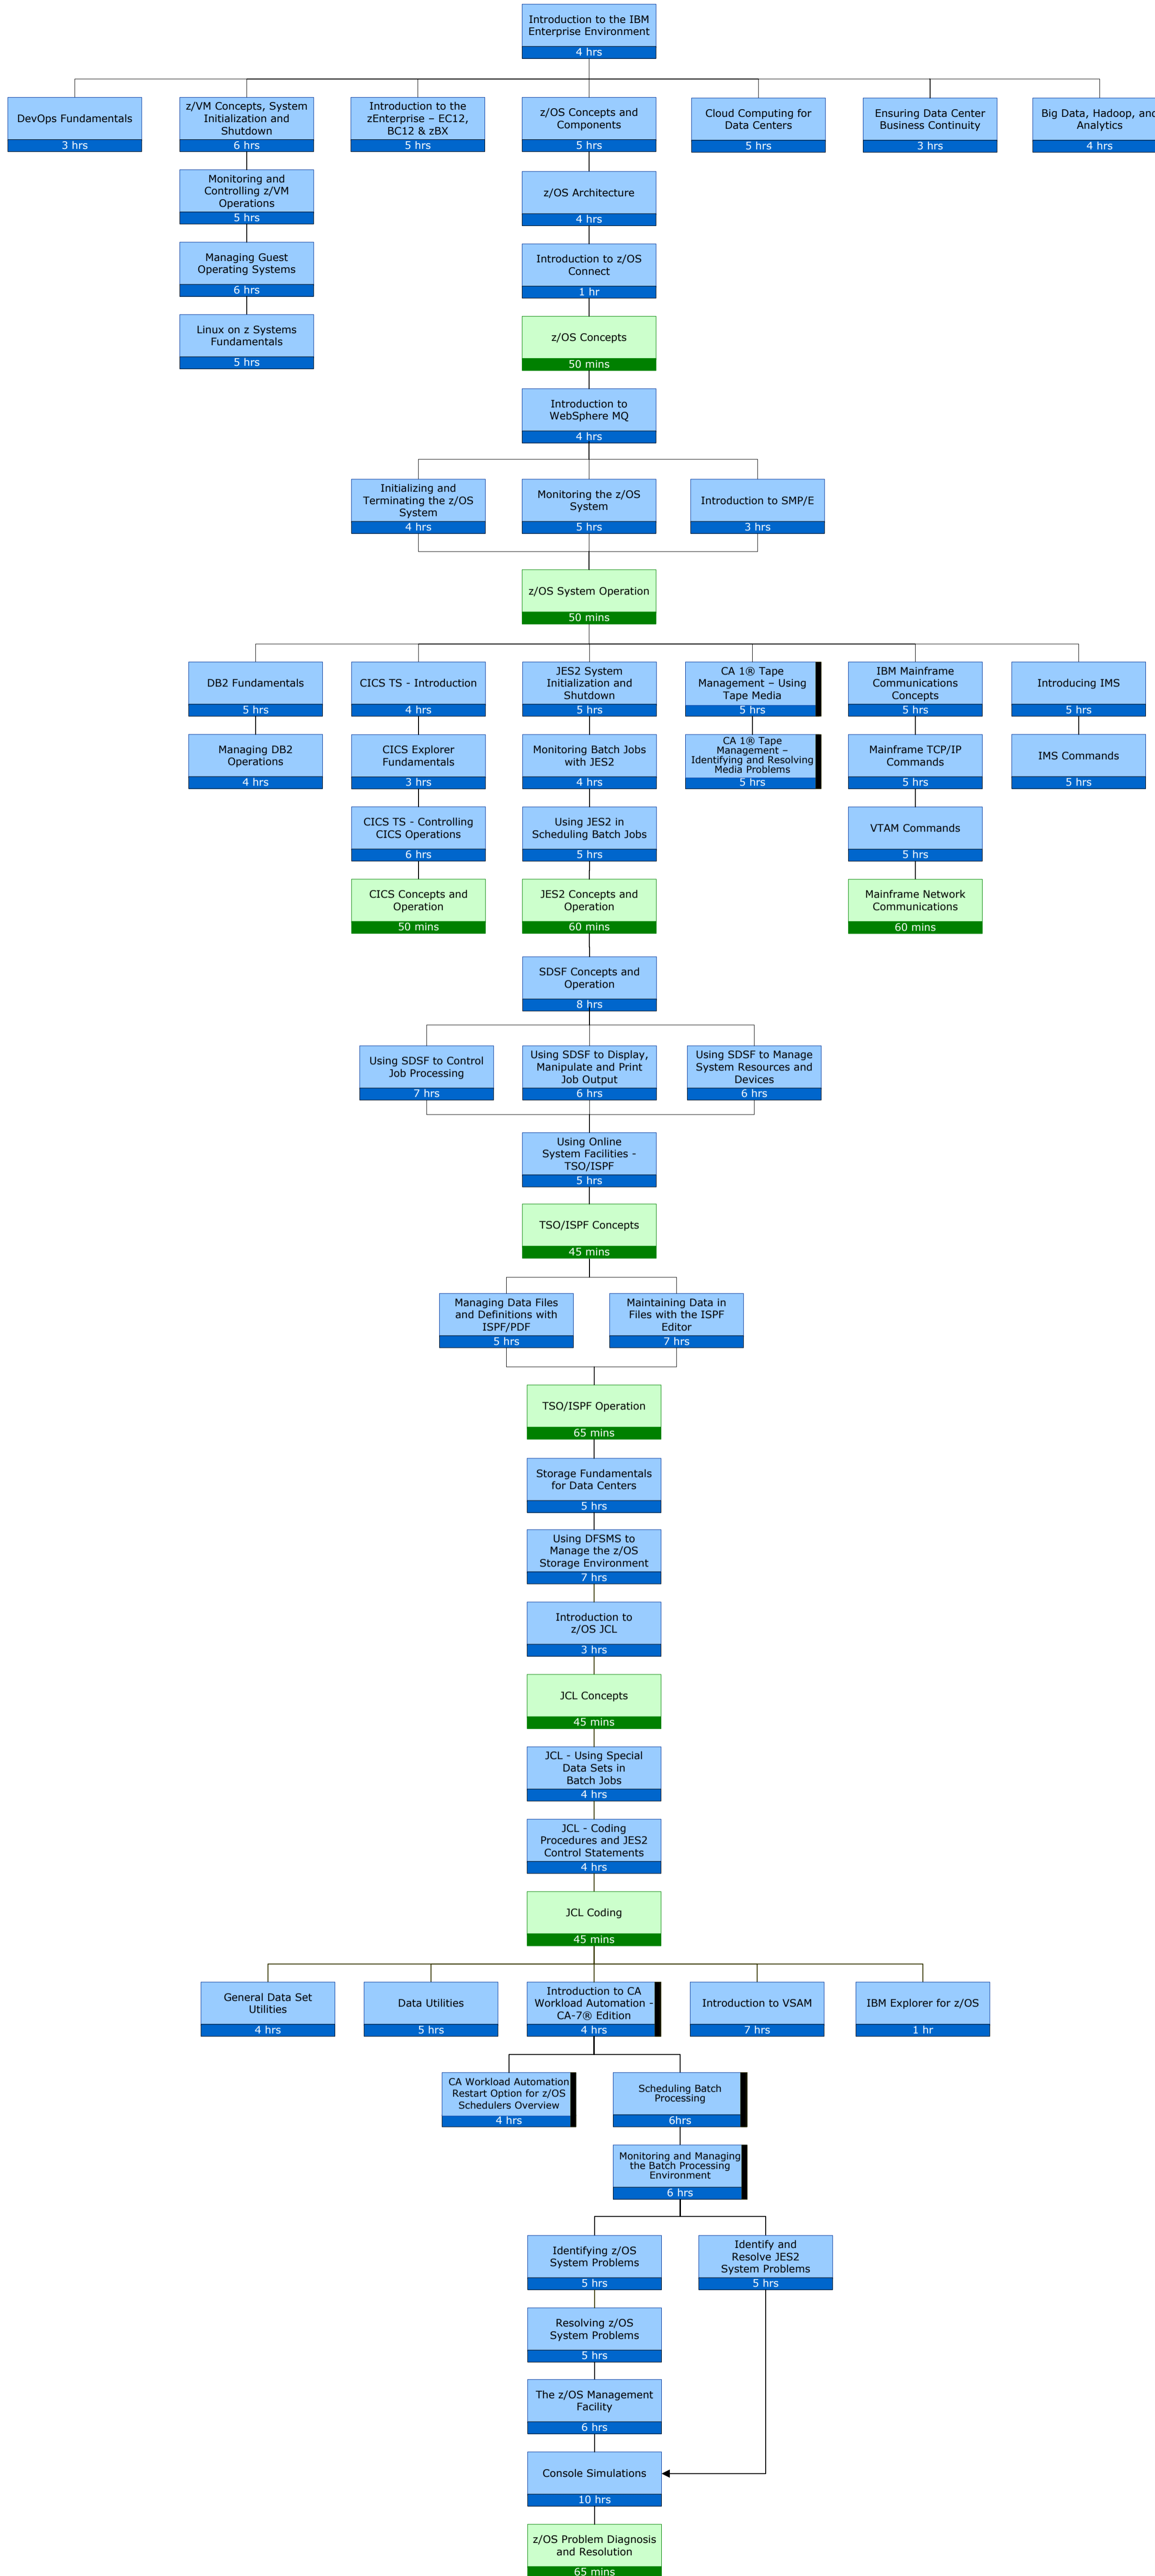 Introduction to the IBM
Enterprise Environment
4 hrs
DevOps Fundamentals
3 hrs
z/VM Concepts, System
Initialization and
Shutdown
6 hrs
Introduction to the
zEnterprise – EC12,
BC12 & zBX
5 hrs
z/OS Concepts and
Components
5 hrs
Cloud Computing for
Data Centers
5 hrs
Ensuring Data Center
Business Continuity
3 hrs
Big Data, Hadoop, and
Analytics
4 hrs
Monitoring and
Controlling z/VM
Operations
5 hrs
z/OS Architecture
4 hrs
Managing Guest
Operating Systems
6 hrs
Introduction to z/OS
Connect
1 hr
Linux on z Systems
Fundamentals
5 hrs
z/OS Concepts
50 mins
Introduction to
WebSphere MQ
4 hrs
Initializing and
Terminating the z/OS
System
4 hrs
Monitoring the z/OS
System
5 hrs
Introduction to SMP/E
3 hrs
z/OS System Operation
50 mins
DB2 Fundamentals
5 hrs
CICS TS - Introduction
4 hrs
JES2 System
Initialization and
Shutdown
5 hrs
CA 1® Tape
Management – Using
Tape Media
5 hrs
IBM Mainframe
Communications
Concepts
5 hrs
Introducing IMS
5 hrs
Managing DB2
Operations
4 hrs
CICS Explorer
Fundamentals
3 hrs
Monitoring Batch Jobs
with JES2
4 hrs
CA 1® Tape
Management –
Identifying and Resolving
Media Problems
5 hrs
Mainframe TCP/IP
Commands
5 hrs
IMS Commands
5 hrs
CICS TS - Controlling
CICS Operations
6 hrs
Using JES2 in
Scheduling Batch Jobs
5 hrs
VTAM Commands
5 hrs
CICS Concepts and
Operation
50 mins
JES2 Concepts and
Operation
60 mins
Mainframe Network
Communications
60 mins
SDSF Concepts and
Operation
8 hrs
Using SDSF to Control
Job Processing
7 hrs
Using SDSF to Display,
Manipulate and Print
Job Output
6 hrs
Using SDSF to Manage
System Resources and
Devices
6 hrs
Using Online
System Facilities -
TSO/ISPF
5 hrs
TSO/ISPF Concepts
45 mins
Managing Data Files
and Definitions with
ISPF/PDF
5 hrs
Maintaining Data in
Files with the ISPF
Editor
7 hrs
TSO/ISPF Operation
65 mins
Storage Fundamentals
for Data Centers
5 hrs
Using DFSMS to
Manage the z/OS
Storage Environment
7 hrs
Introduction to
z/OS JCL
3 hrs
JCL Concepts
45 mins
JCL - Using Special
Data Sets in
Batch Jobs
4 hrs
JCL - Coding
Procedures and JES2
Control Statements
4 hrs
JCL Coding
45 mins
General Data Set
Utilities
4 hrs
Data Utilities
5 hrs
Introduction to CA
Workload Automation -
CA-7® Edition
4 hrs
Introduction to VSAM
7 hrs
IBM Explorer for z/OS
1 hr
CA Workload Automation
Restart Option for z/OS
Schedulers Overview
4 hrs
Scheduling Batch
Processing
6hrs
Monitoring and Managing
the Batch Processing
Environment
6 hrs
Identifying z/OS
System Problems
5 hrs
Identify and
Resolve JES2
System Problems
5 hrs
Resolving z/OS
System Problems
5 hrs
The z/OS Management
Facility
6 hrs
Console Simulations
10 hrs
z/OS Problem Diagnosis
and Resolution
65 mins